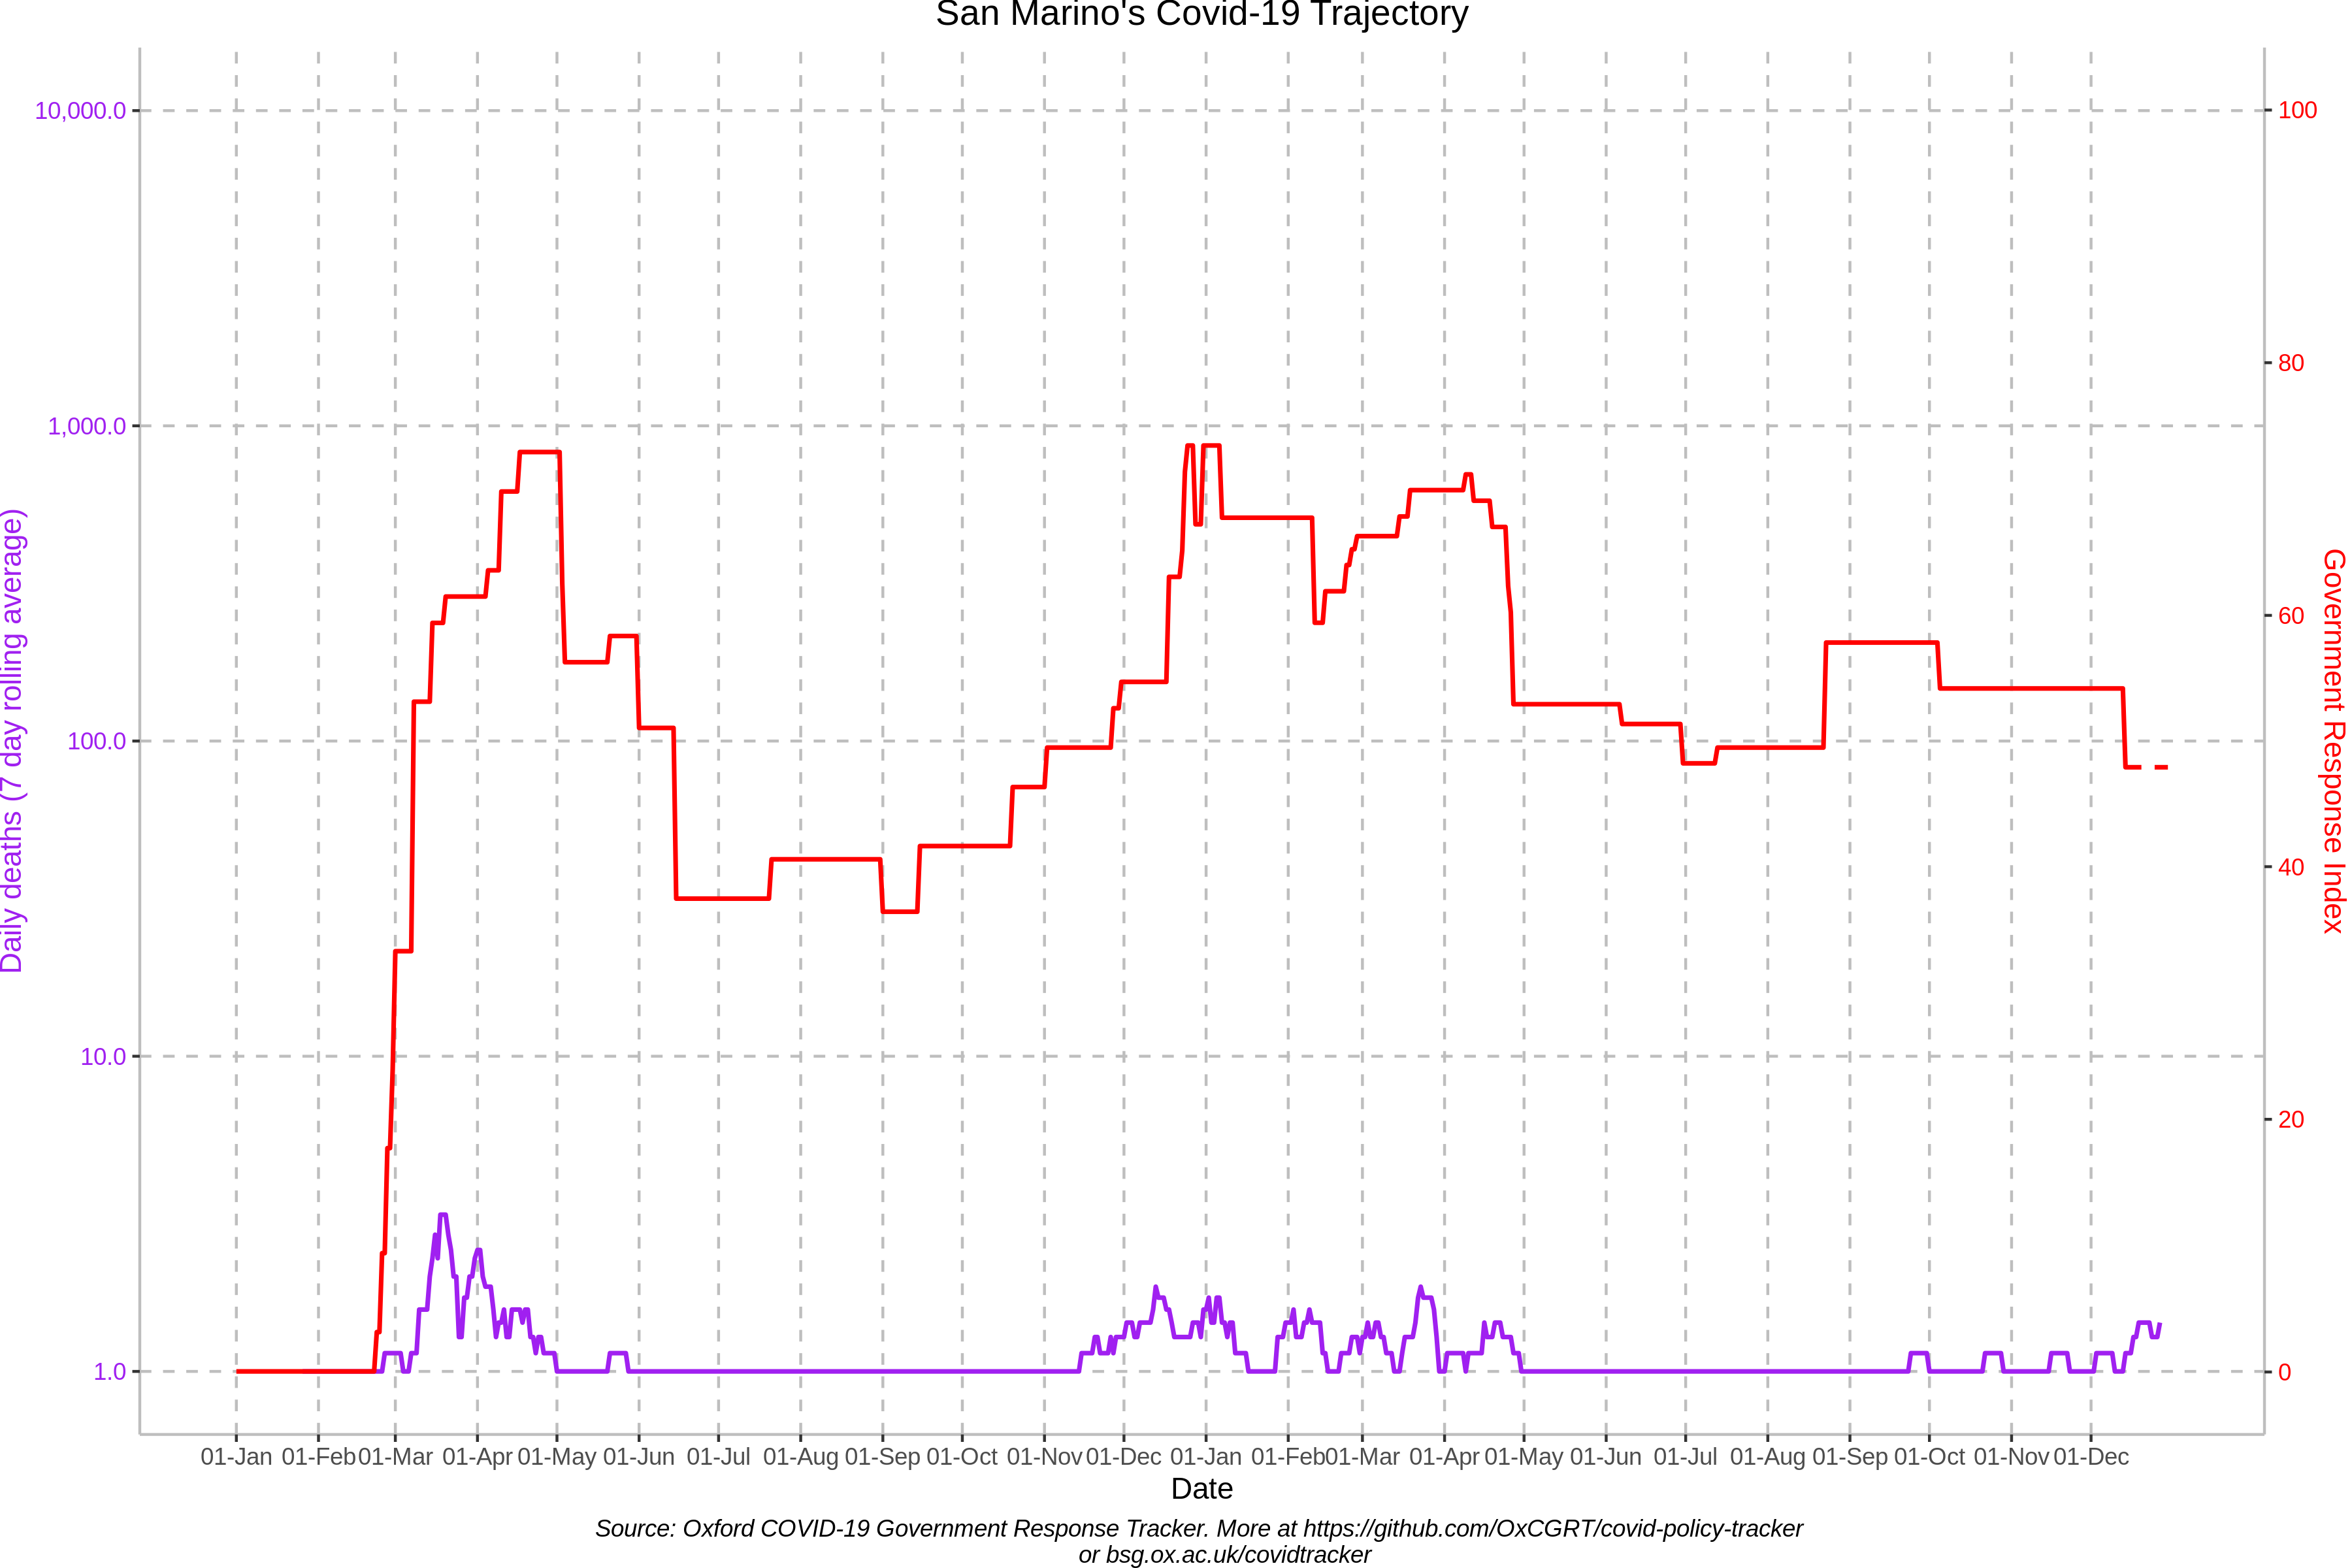 San Marino's Covid-19 Trajectory
10,000.0
1,000.0
100.0
10.0
1.0
Daily deaths (7 day rolling average)
100
80
60
40
20
0
Government Response Index
01-Jan 01-Feb 01-Mar 01-Apr 01-May 01-Jun 01-Jul 01-Aug 01-Sep 01-Oct 01-Nov 01-Dec 01-Jan 01-Feb 01-Mar 01-Apr 01-May 01-Jun 01-Jul 01-Aug 01-Sep 01-Oct 01-Nov 01-Dec
Date
Source: Oxford COVID-19 Government Response Tracker. More at https://github.com/OxCGRT/covid-policy-tracker
or bsg.ox.ac.uk/covidtracker